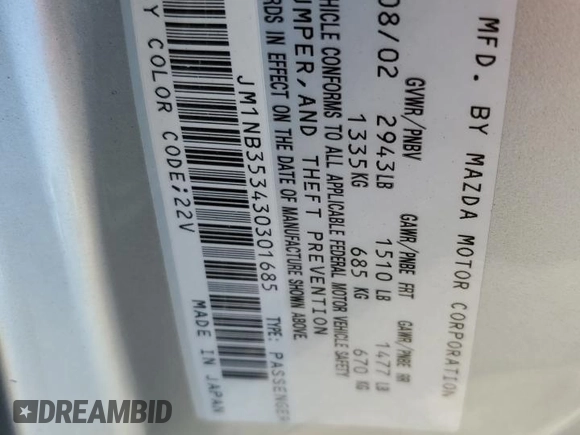 MFD. BY MAZDA MOTOR CORPORATION
08/02
GVWR/PNBV
GAWR/PNBE FRT
GAWR/PNBE RR
2943LB
1510 LB
1477 LB
1335KG
685 KG
670 KG
VEHICLE CONFORMS TO ALL APPLICABLE FEDERAL MOTOR VEHICLE SAFETY
BUMPER, AND THEFT PREVENTION
ARDS IN EFFECT ON THE DATE OF MANUFACTURE SHOWN ABOVE.
JM1NB353430301685
TYPE: PASSENGER
Y COLOR CODE;22V
MADE IN JAPAN
DREAMBID